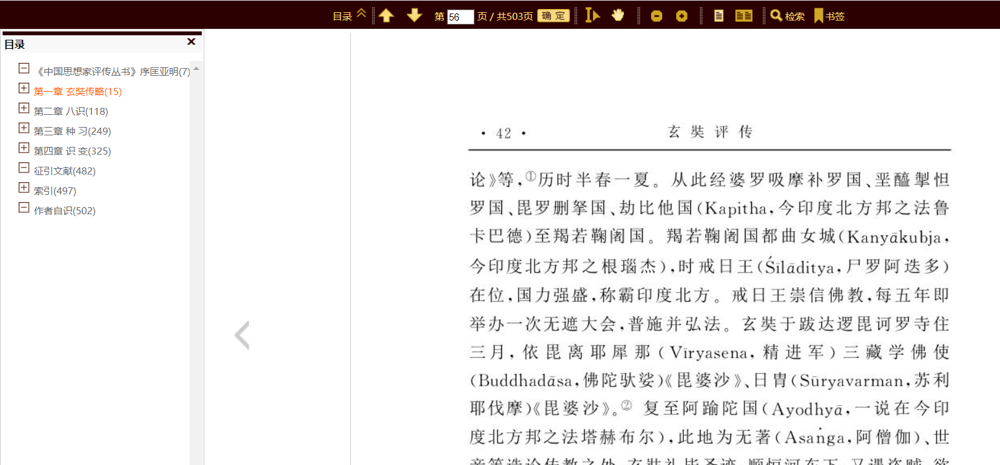 目录
第 56 页 / 共503页 确 定
检索
书签
目录
《中国思想家评传丛书》序匡亚明(7)
第一章 玄奘传略(15)
第二章 八识(118)
第三章 种 习(249)
第四章 识 变(325)
征引文献(482)
索引(497)
作者自识(502)
· 42 · 玄奘评传
论》等,①历时半春一夏。从此经婆罗吸摩补罗国、垩醯掣怛
罗国、毘罗删拏国、劫比他国(Kapitha,今印度北方邦之法鲁
卡巴德)至羯若鞠阇国。羯若鞠阇国都曲女城(Kanyākubja,
今印度北方邦之根瑙杰),时戒日王(Śīlāditya,尸罗阿迭多)
在位,国力强盛,称霸印度北方。戒日王崇信佛教,每五年即
举办一次无遮大会,普施并弘法。玄奘于跋达逻毘诃罗寺住
三月,依毘离耶犀那(Vīryasena,精进军)三藏学佛使
(Buddhadāsa,佛陀驮娑)《毘婆沙》、日胄(Sūryavarman,苏利
耶伐摩)《毘婆沙》。② 复至阿踰陀国(Ayodhyā,一说在今印
度北方邦之法塔赫布尔),此地为无著(Asaṅga,阿僧伽)、世